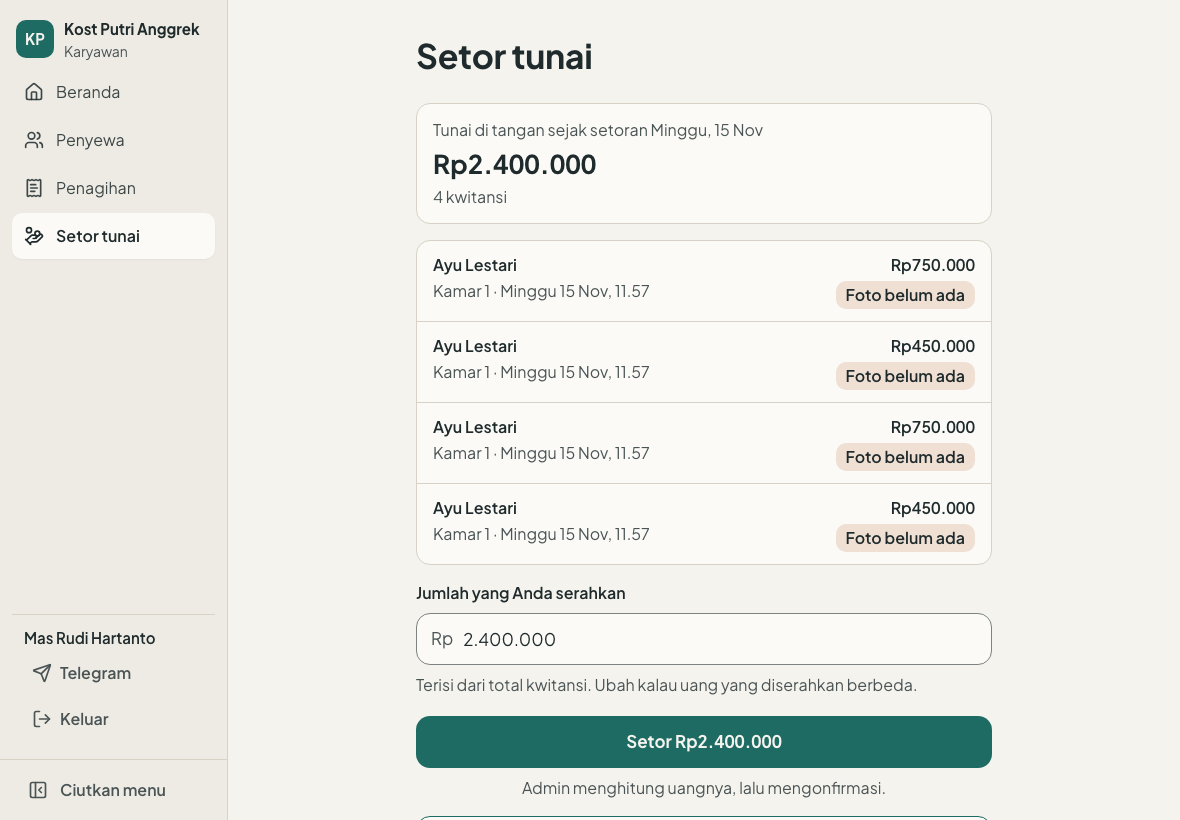 KP
Kost Putri Anggrek
Karyawan
Beranda
Penyewa
Penagihan
Setor tunai
Mas Rudi Hartanto
Telegram
Keluar
Ciutkan menu
Setor tunai
Tunai di tangan sejak setoran Minggu, 15 Nov
Rp2.400.000
4 kwitansi
Ayu Lestari
Rp750.000
Kamar 1 · Minggu 15 Nov, 11.57
Foto belum ada
Ayu Lestari
Rp450.000
Kamar 1 · Minggu 15 Nov, 11.57
Foto belum ada
Ayu Lestari
Rp750.000
Kamar 1 · Minggu 15 Nov, 11.57
Foto belum ada
Ayu Lestari
Rp450.000
Kamar 1 · Minggu 15 Nov, 11.57
Foto belum ada
Jumlah yang Anda serahkan
Rp 2.400.000
Terisi dari total kwitansi. Ubah kalau uang yang diserahkan berbeda.
Setor Rp2.400.000
Admin menghitung uangnya, lalu mengonfirmasi.